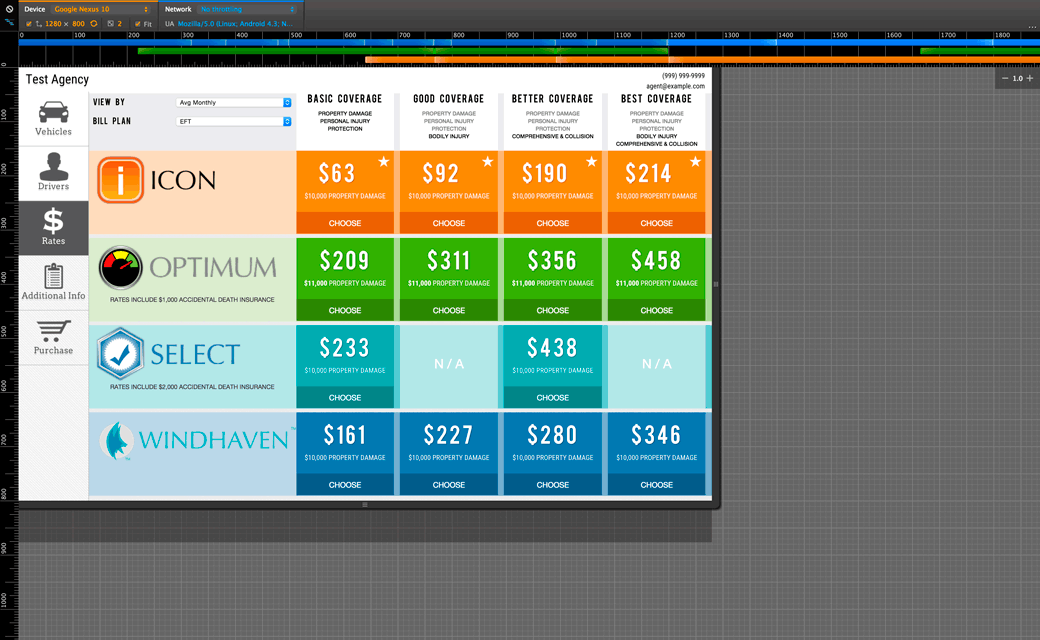 Device Google Nexus 10 Network No throttling
1280 × 800 2 Fit UA Mozilla/5.0 (Linux; Android 4.3; N...
0 100 200 300 400 500 600 700 800 900 1000 1100 1200 1300 1400 1500 1600 1700 1800
0
100
200
300
400
500
600
700
800
900
1000
1.0
Test Agency
(999) 999-9999
agent@example.com
Vehicles
Drivers
Rates
Additional Info
Purchase
VIEW BY Avg Monthly
BILL PLAN EFT
BASIC COVERAGE
PROPERTY DAMAGE
PERSONAL INJURY
PROTECTION
GOOD COVERAGE
PROPERTY DAMAGE
PERSONAL INJURY
PROTECTION
BODILY INJURY
BETTER COVERAGE
PROPERTY DAMAGE
PERSONAL INJURY
PROTECTION
COMPREHENSIVE & COLLISION
BEST COVERAGE
PROPERTY DAMAGE
PERSONAL INJURY
PROTECTION
BODILY INJURY
COMPREHENSIVE & COLLISION
i ICON
$63 $92 $190 $214
$10,000 PROPERTY DAMAGE $10,000 PROPERTY DAMAGE $10,000 PROPERTY DAMAGE $10,000 PROPERTY DAMAGE
CHOOSE CHOOSE CHOOSE CHOOSE
OPTIMUM
RATES INCLUDE $1,000 ACCIDENTAL DEATH INSURANCE
$209 $311 $356 $458
$11,000 PROPERTY DAMAGE $11,000 PROPERTY DAMAGE $11,000 PROPERTY DAMAGE $11,000 PROPERTY DAMAGE
CHOOSE CHOOSE CHOOSE CHOOSE
SELECT
RATES INCLUDE $2,000 ACCIDENTAL DEATH INSURANCE
$233 N/A $438 N/A
$10,000 PROPERTY DAMAGE $10,000 PROPERTY DAMAGE
CHOOSE CHOOSE
WINDHAVEN™
$161 $227 $280 $346
$10,000 PROPERTY DAMAGE $10,000 PROPERTY DAMAGE $10,000 PROPERTY DAMAGE $10,000 PROPERTY DAMAGE
CHOOSE CHOOSE CHOOSE CHOOSE